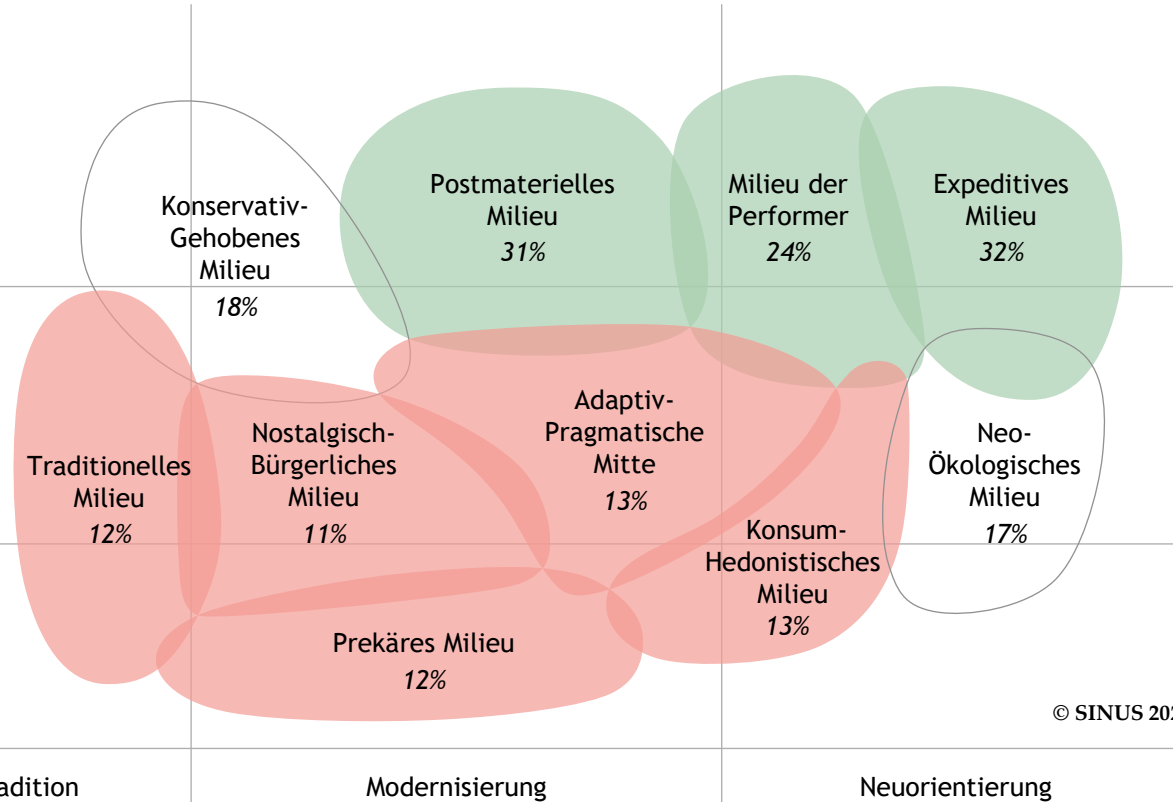 Konservativ-
Gehobenes
Milieu
18%
Postmaterielles
Milieu
31%
Milieu der
Performer
24%
Expeditives
Milieu
32%
Traditionelles
Milieu
12%
Nostalgisch-
Bürgerliches
Milieu
11%
Adaptiv-
Pragmatische
Mitte
13%
Konsum-
Hedonistisches
Milieu
13%
Neo-
Ökologisches
Milieu
17%
Prekäres Milieu
12%
© SINUS 202
adition
Modernisierung
Neuorientierung